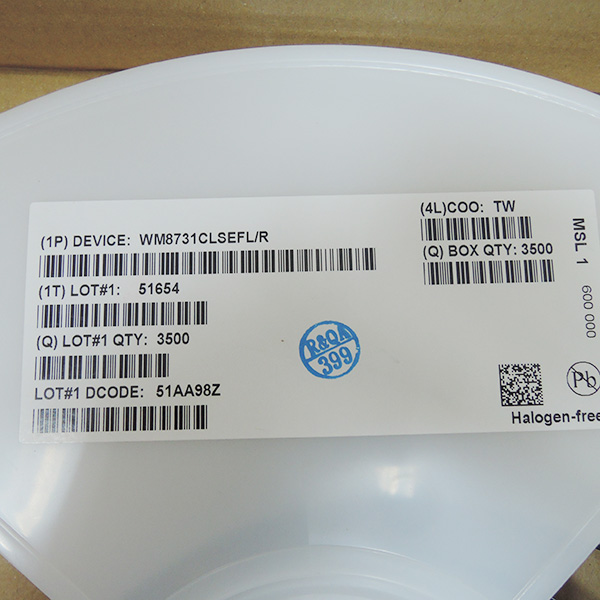 (1P) DEVICE: WM8731CLSEFL/R
(4L)COO: TW
(Q) BOX QTY: 3500
(1T) LOT#1: 51654
(Q) LOT#1 QTY: 3500
LOT#1 DCODE: 51AA98Z
R&QA
399
MSL 1
600 000
Pb
Halogen-free